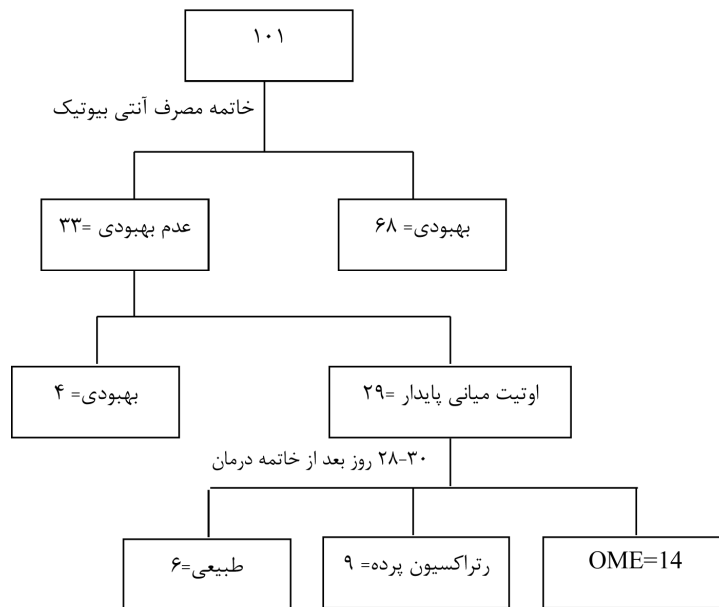 ۱۰۱
خاتمه مصرف آنتی بیوتیک
بهبودی= ۶۸
عدم بهبودی =۳۳
اوتیت میانی پایدار =۲۹
بهبودی= ۴
۲۸-۳۰ روز بعد از خاتمه درمان
OME=14
رتراکسیون پرده= ۹
طبیعی=۶